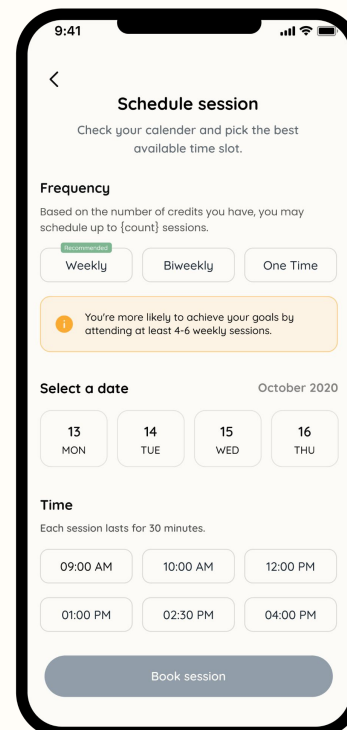 9:41
Schedule session
Check your calender and pick the best
available time slot.
Frequency
Based on the number of credits you have, you may
schedule up to {count} sessions.
Recommended
Weekly
Biweekly
One Time
You're more likely to achieve your goals by
attending at least 4-6 weekly sessions.
Select a date
October 2020
13
MON
14
TUE
15
WED
16
THU
Time
Each session lasts for 30 minutes.
09:00 AM
10:00 AM
12:00 PM
01:00 PM
02:30 PM
04:00 PM
Book session